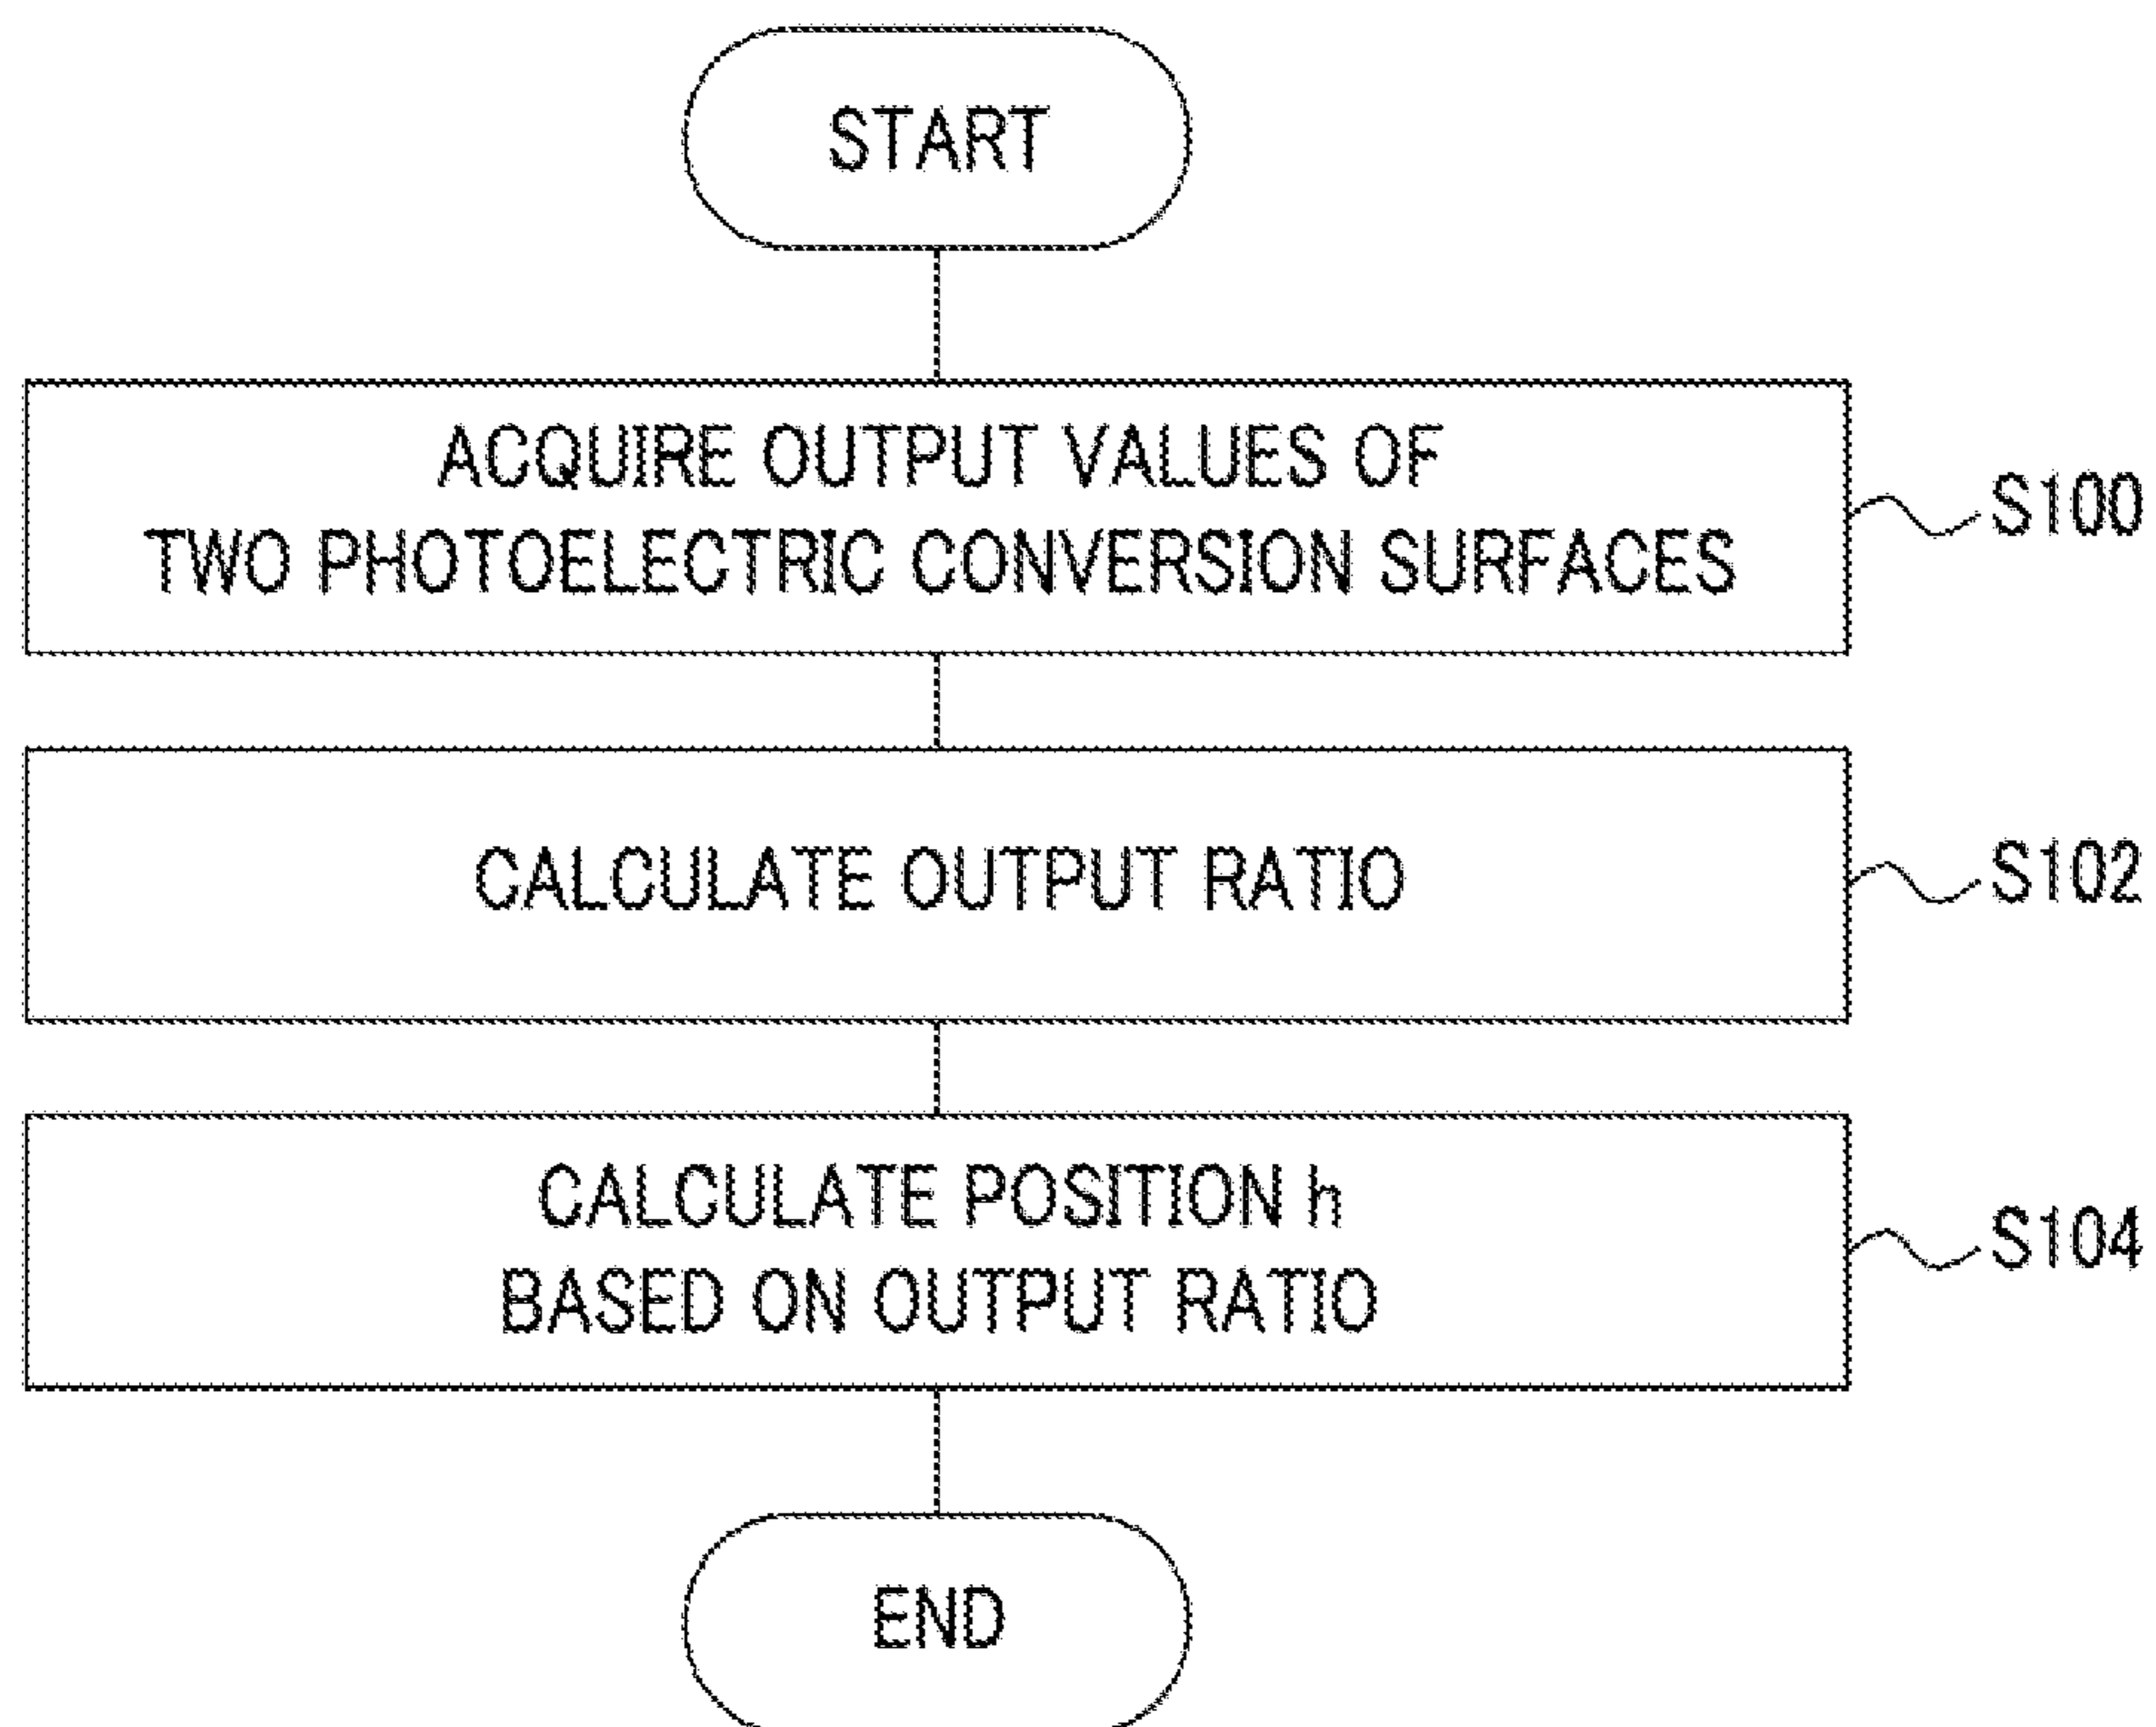 START
ACQUIRE OUTPUT VALUES OF
TWO PHOTOELECTRIC CONVERSION SURFACES
S100
CALCULATE OUTPUT RATIO
S102
CALCULATE POSITION h
BASED ON OUTPUT RATIO
S104
END